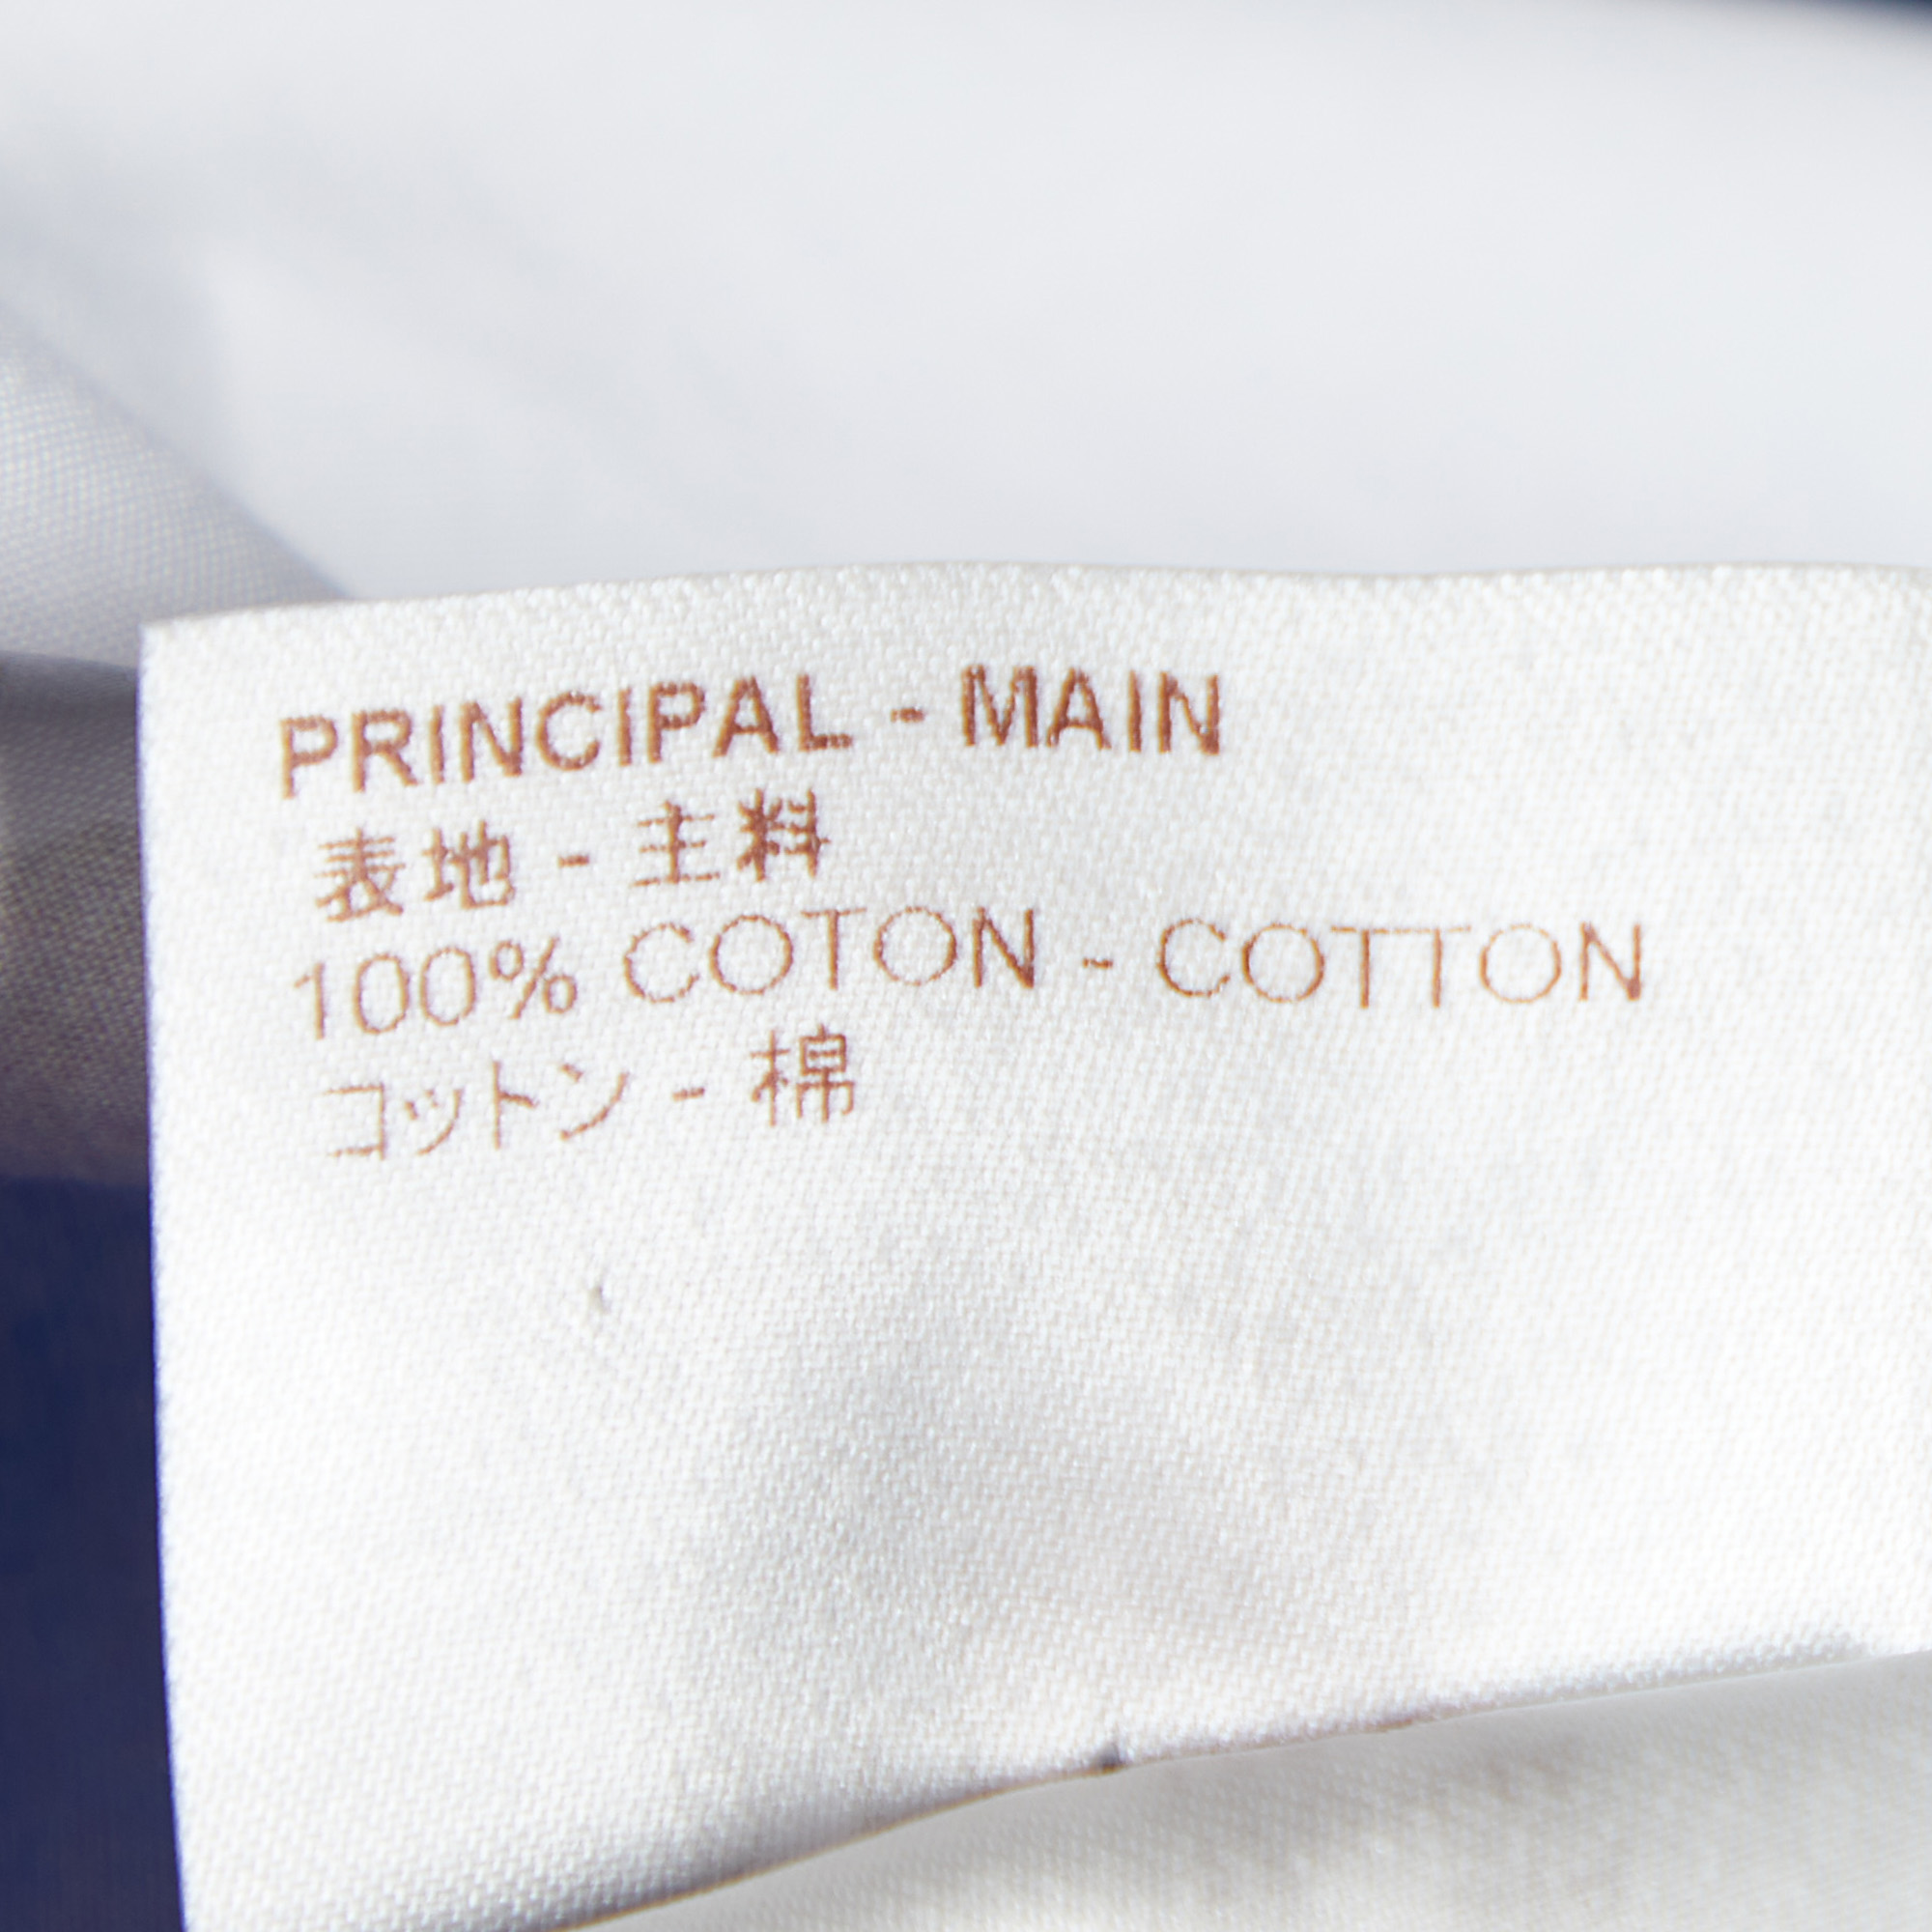 PRINCIPAL - MAIN
表地 - 主料
100% COTON - COTTON
コットン - 棉